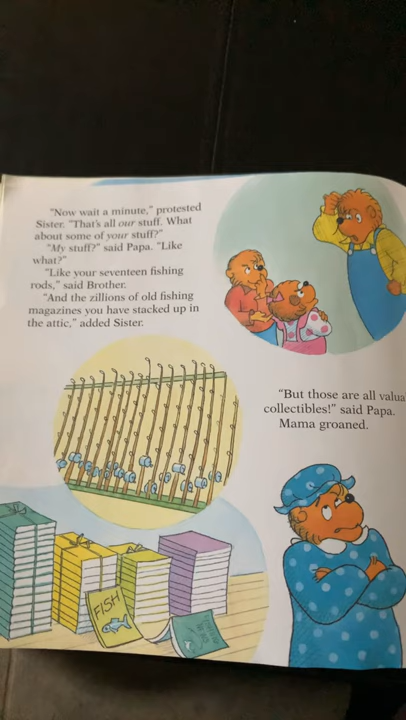 "Now wait a minute," protested
Sister. "That's all our stuff. What
about some of your stuff?"
"My stuff?" said Papa. "Like
what?"
"Like your seventeen fishing
rods," said Brother.
"And the zillions of old fishing
magazines you have stacked up in
the attic," added Sister.
"But those are all valua
collectibles!" said Papa.
Mama groaned.
FISH